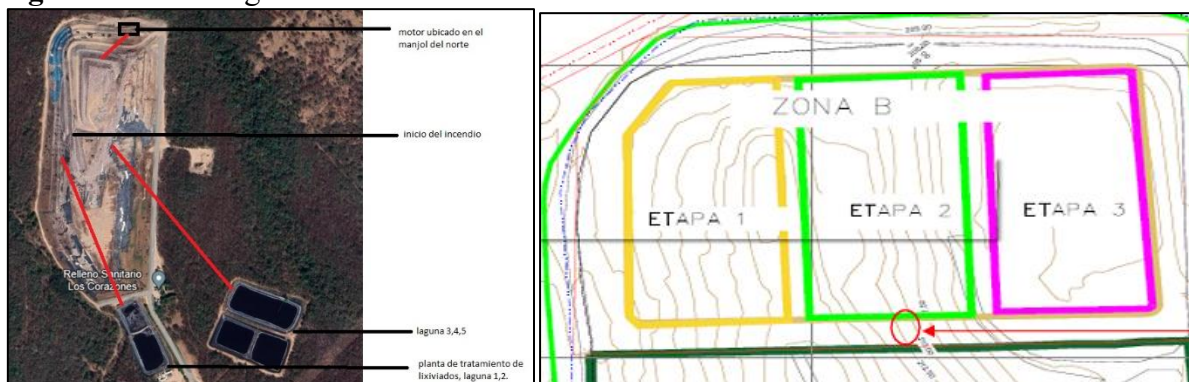 motor ubicado en el
manjol del norte
inicio del incendio
Relleno Sanitario
Los Corazones
laguna 3,4,5
planta de tratamiento de
lixiviados, laguna 1,2.
ZONA B
ETAPA 1
ETAPA 2
ETAPA 3